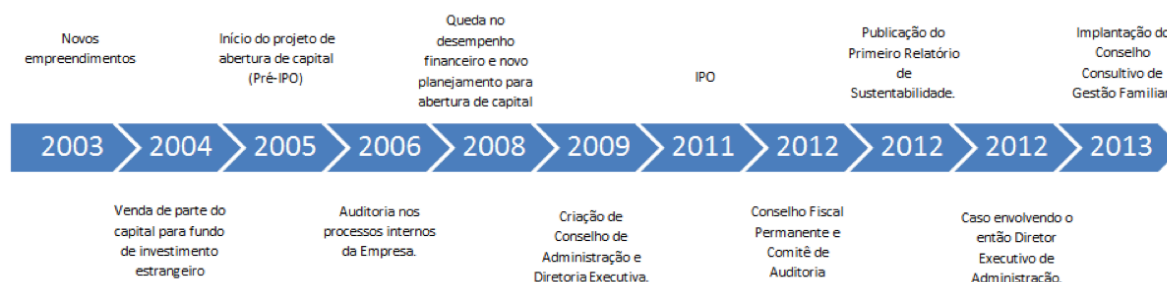 Novos
empreendimentos
Início do projeto de
abertura de capital
(Pré-IPO)
Queda no
desempenho
financeiro e novo
planejamento para
abertura de capital
IPO
Publicação do
Primeiro Relatório
de
Sustentabilidade.
Implantação do
Conselho
Consultivo de
Gestão Familiar
2003 2004 2005 2006 2008 2009 2011 2012 2012 2012 2013
Venda de parte do
capital para fundo
de investimento
estrangeiro
Auditoria nos
processos internos
da Empresa.
Criação de
Conselho de
Administração e
Diretoria Executiva.
Conselho Fiscal
Permanente e
Comitê de
Auditoria
Caso envolvendo o
então Diretor
Executivo de
Administração.